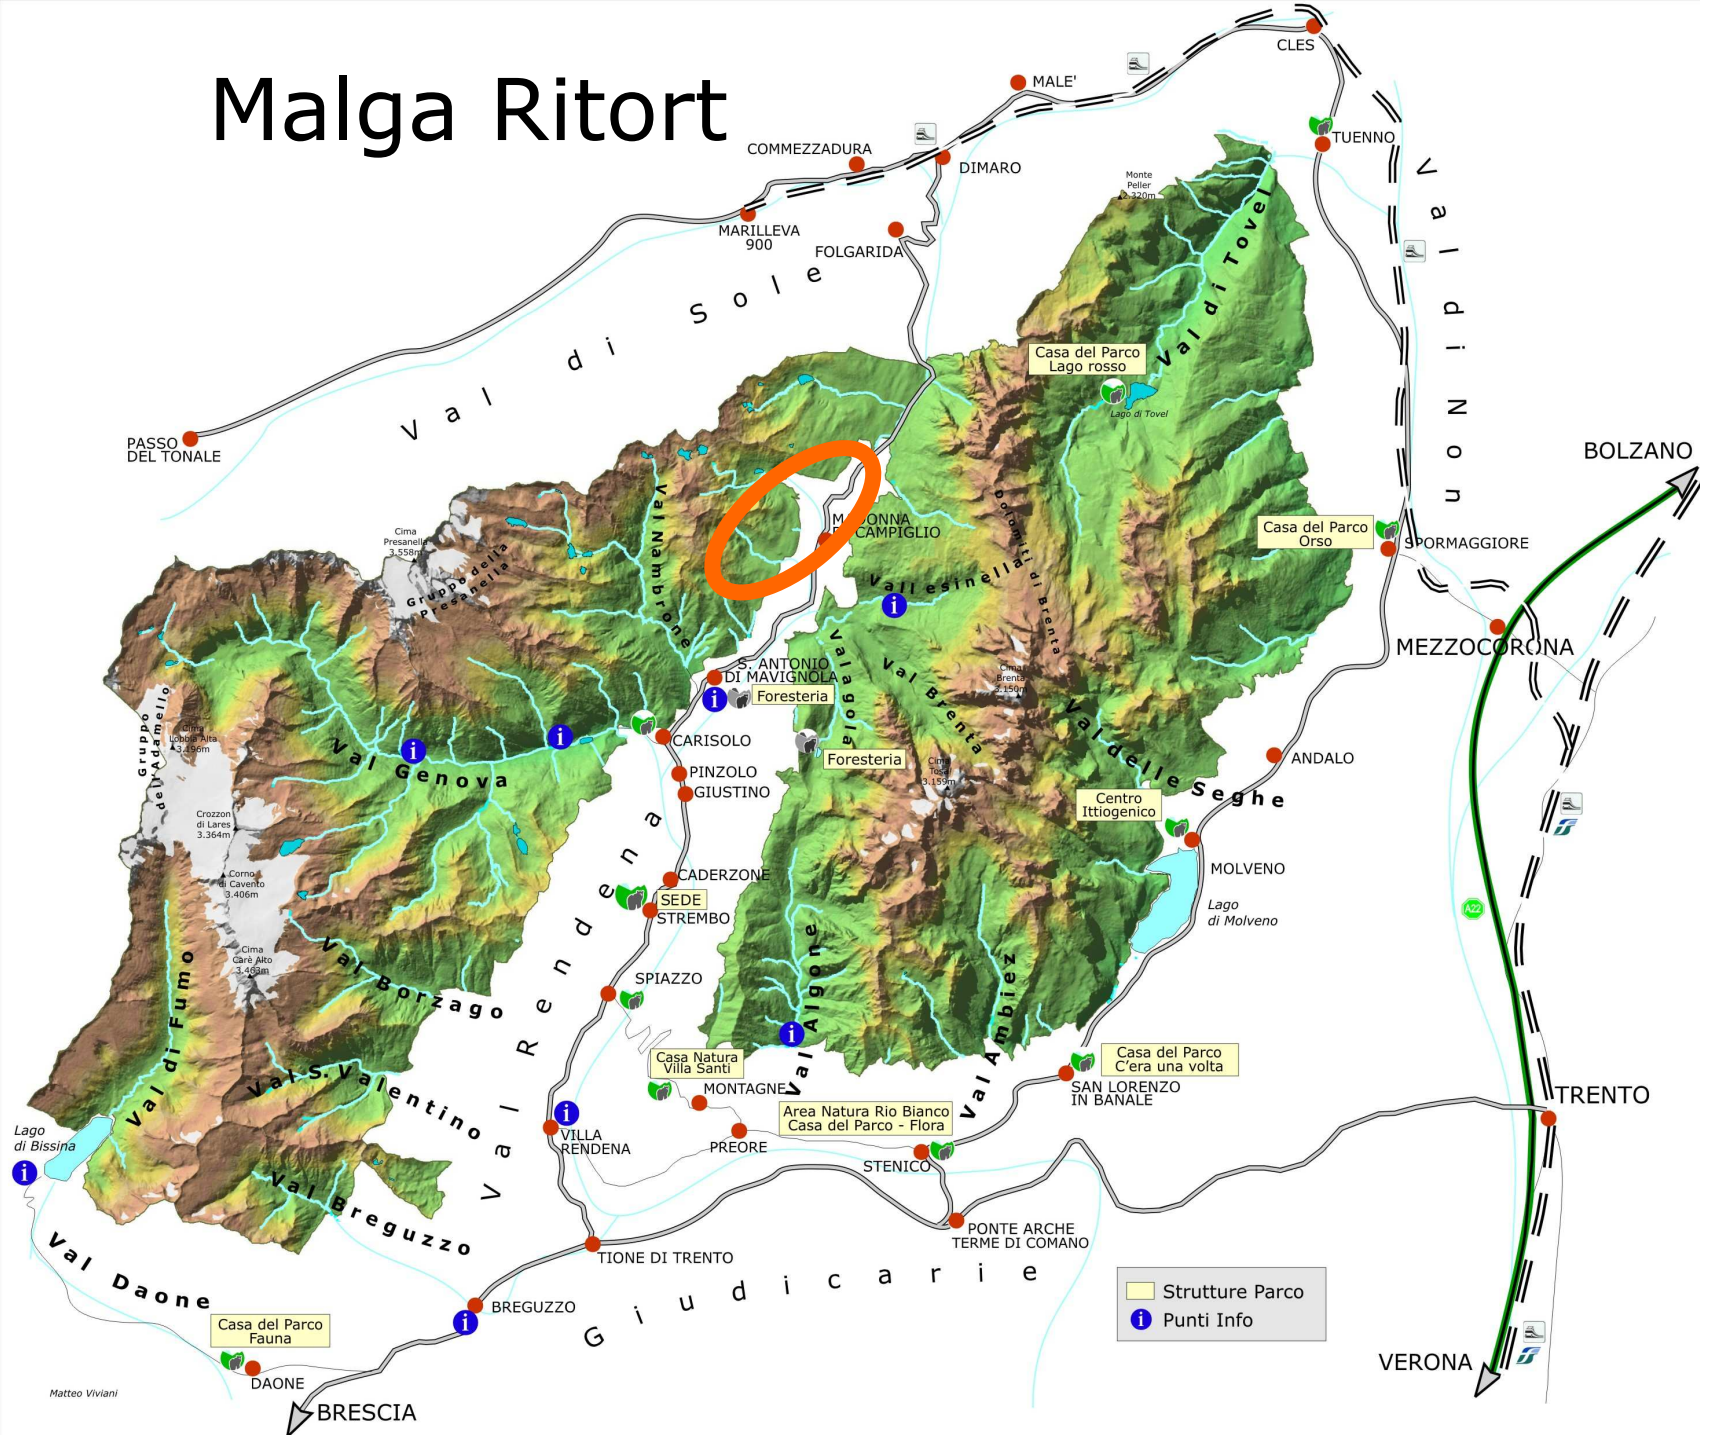 Malga Ritort
CLES
MALE'
TUENNO
COMMEZZADURA
DIMARO
Monte
Peller
2.320m
MARILLEVA
900
FOLGARIDA
Val di Sole
Val di Tovel
Val di Non
Casa del Parco
Lago rosso
Lago di Tovel
PASSO
DEL TONALE
BOLZANO
Casa del Parco
Orso
SPORMAGGIORE
Dolomiti di Brenta
Val Nambrone
Cima
Presanella
3.558m
Gruppo della
Presanella
CAMPIGLIO
Vallesinella
i
MEZZOCORONA
S. ANTONIO
DI MAVIGNOLA
i
Foresteria
Valagola
Val Brenta
Cima
Brenta
3.150m
Gruppo
dell'Adamello
Cima
Lobbia Alta
3.196m
CARISOLO
i
i
Val Genova
Foresteria
Cima
Tosa
3.159m
Valdelle Seghe
ANDALO
PINZOLO
GIUSTINO
Centro
Ittiogenico
Crozzon
di Lares
3.364m
MOLVENO
Corno
di Cavento
3.406m
CADERZONE
SEDE
STREMBO
Lago
di Molveno
A22
Cima
Carè Alto
3.463m
Val Rendena
SPIAZZO
Val di Fumo
Val Borzago
Val Algone
Val Ambiez
i
Casa Natura
Villa Santi
MONTAGNE
Casa del Parco
C'era una volta
SAN LORENZO
IN BANALE
TRENTO
Val S. Valentino
Area Natura Rio Bianco
Casa del Parco - Flora
Lago
di Bissina
i
i
VILLA
RENDENA
PREORE
STENICO
Val Breguzzo
PONTE ARCHE
TERME DI COMANO
TIONE DI TRENTO
Val Daone
Giudicarie
BREGUZZO
i
Strutture Parco
i Punti Info
Casa del Parco
Fauna
DAONE
VERONA
Matteo Viviani
BRESCIA